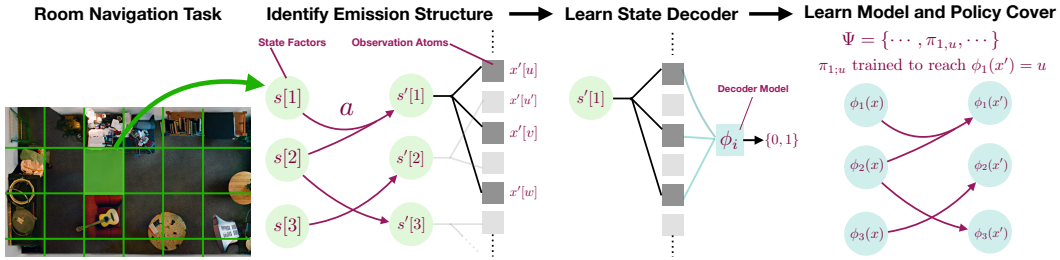 Room Navigation Task
Identify Emission Structure
Learn State Decoder
Learn Model and Policy Cover
State Factors
Observation Atoms
s[1]
s[2]
s[3]
a
s'[1]
s'[2]
s'[3]
x'[u]
x'[u']
x'[v]
x'[w]
s'[1]
Decoder Model
ϕᵢ
{0, 1}
Ψ = {⋯ , π₁,ᵤ, ⋯ }
π₁;ᵤ trained to reach ϕ₁(x') = u
ϕ₁(x)
ϕ₁(x')
ϕ₂(x)
ϕ₂(x')
ϕ₃(x)
ϕ₃(x')